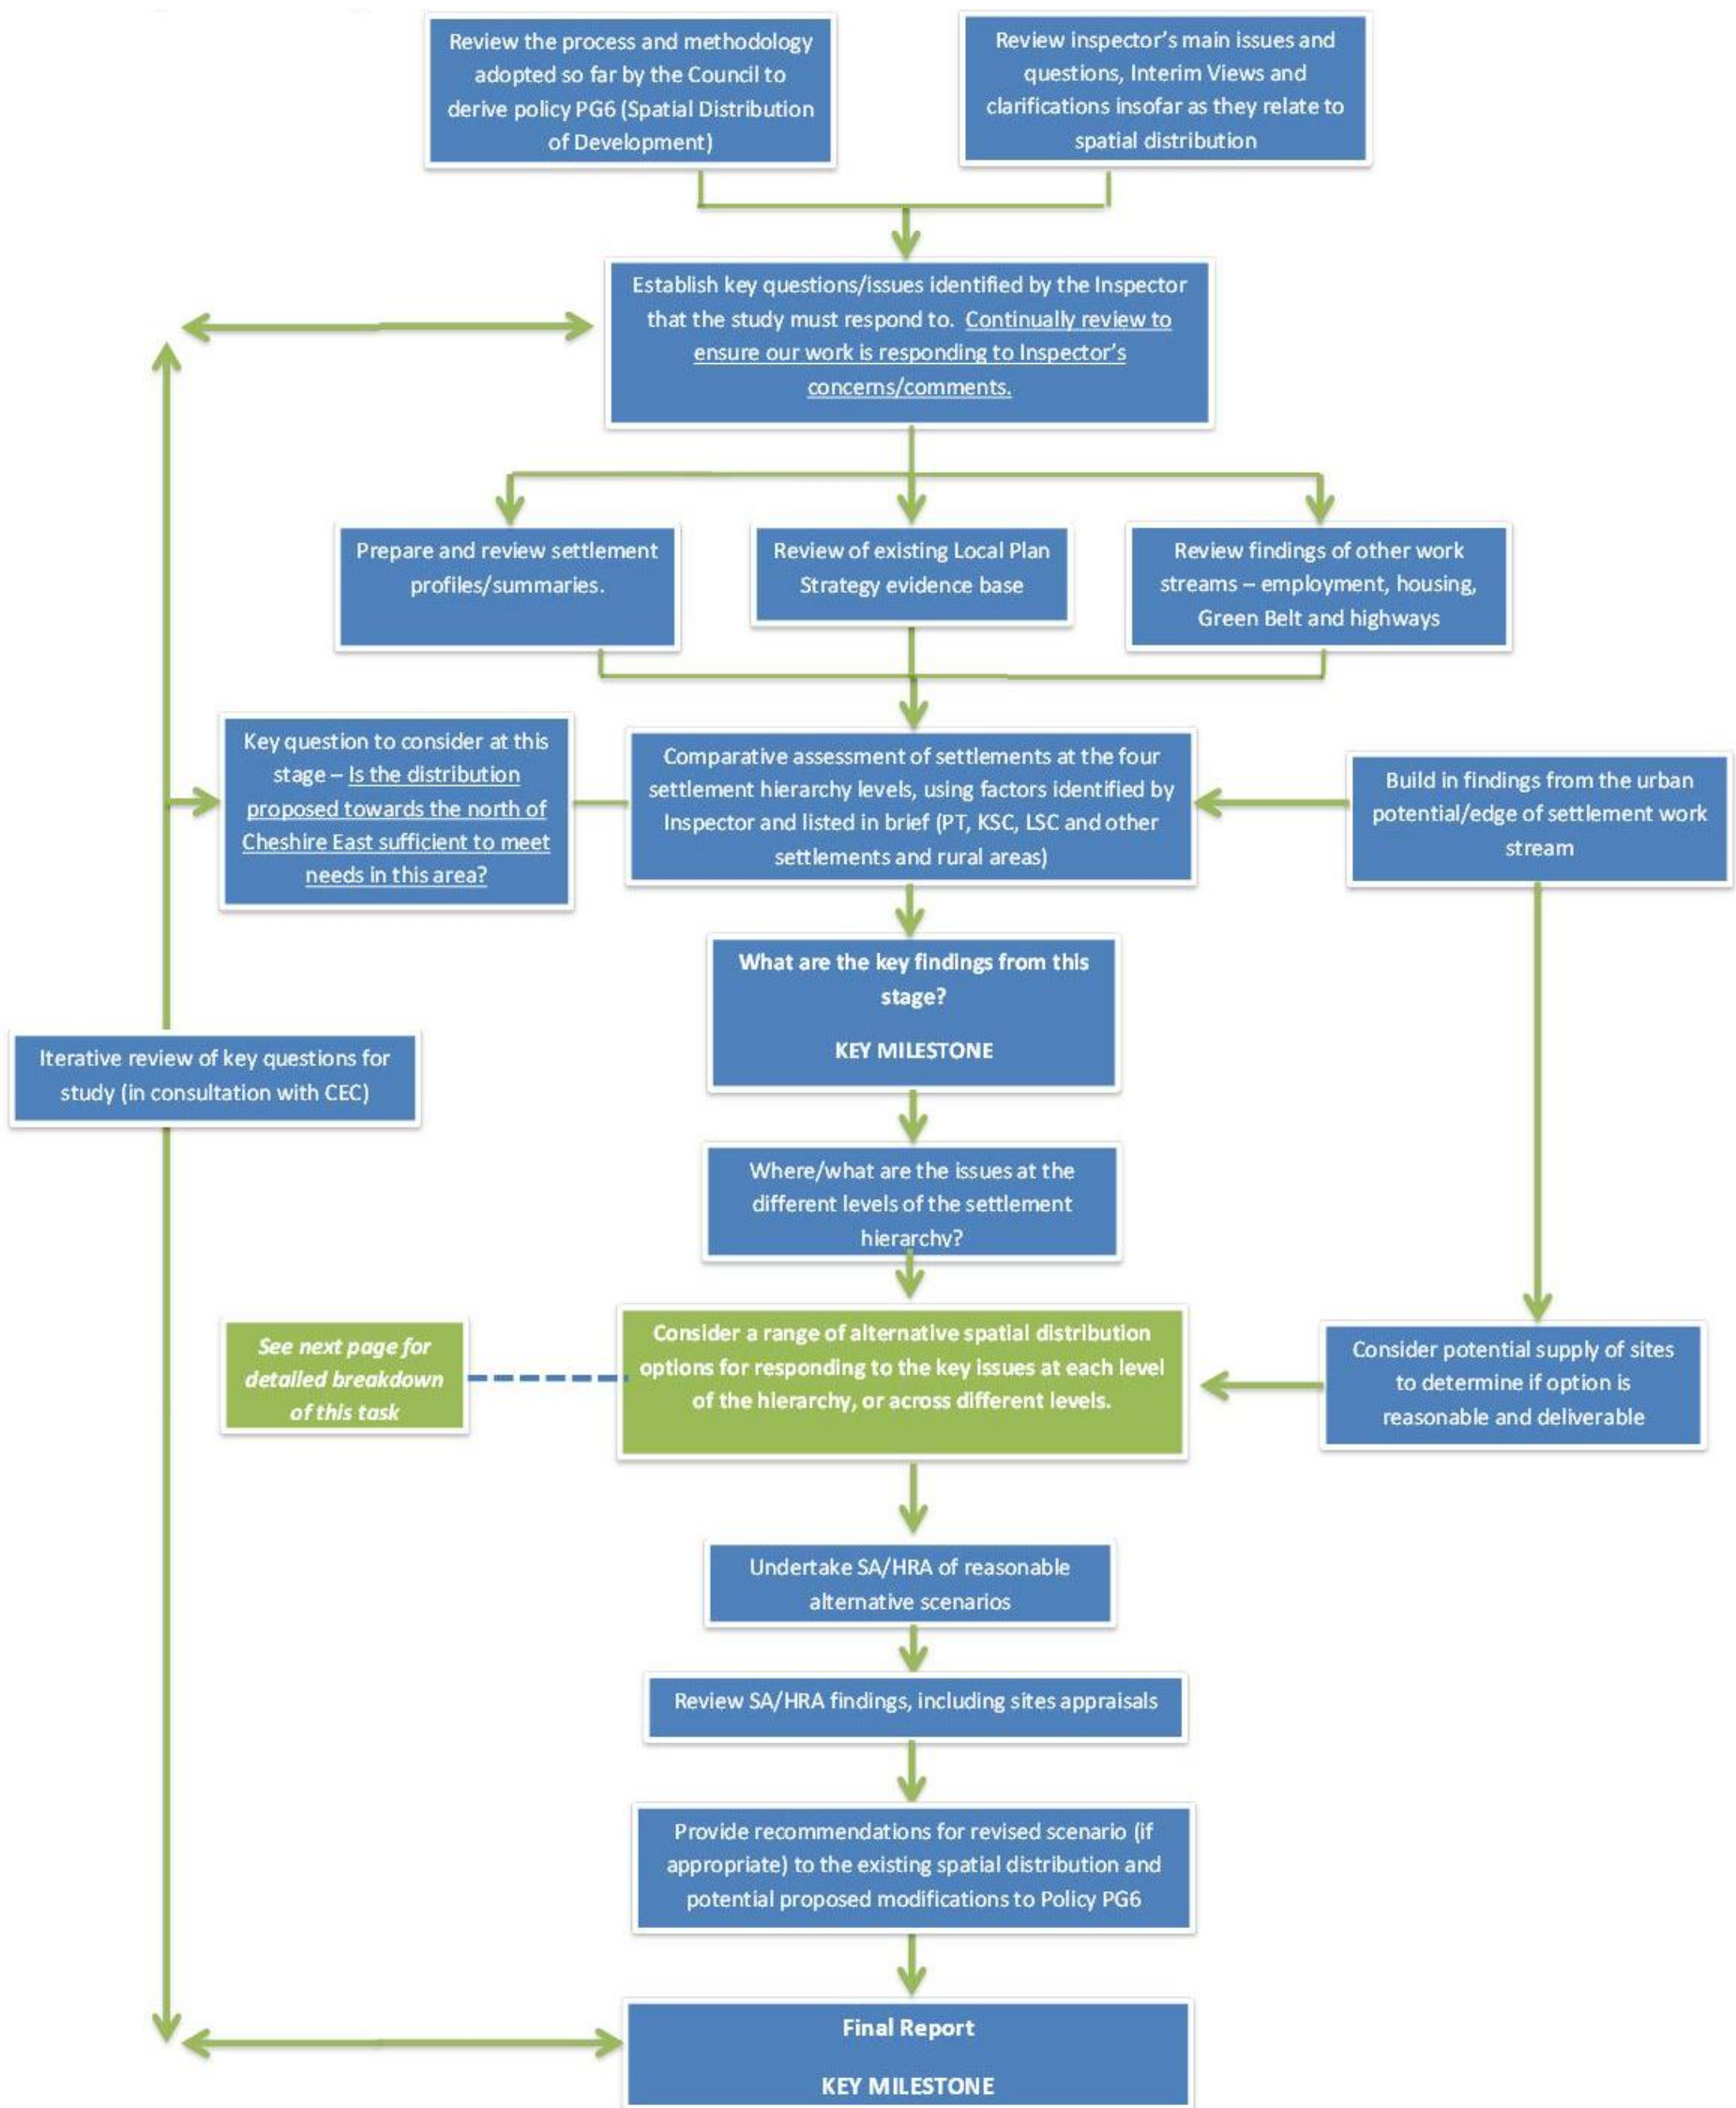 Review the process and methodology
adopted so far by the Council to
derive policy PG6 (Spatial Distribution
of Development)
Review inspector's main issues and
questions, Interim Views and
clarifications insofar as they relate to
spatial distribution
Establish key questions/issues identified by the Inspector
that the study must respond to. Continually review to
ensure our work is responding to Inspector's
concerns/comments.
Prepare and review settlement
profiles/summaries.
Review of existing Local Plan
Strategy evidence base
Review findings of other work
streams – employment, housing,
Green Belt and highways
Key question to consider at this
stage – Is the distribution
proposed towards the north of
Cheshire East sufficient to meet
needs in this area?
Comparative assessment of settlements at the four
settlement hierarchy levels, using factors identified by
Inspector and listed in brief (PT, KSC, LSC and other
settlements and rural areas)
Build in findings from the urban
potential/edge of settlement work
stream
What are the key findings from this
stage?
KEY MILESTONE
Iterative review of key questions for
study (in consultation with CEC)
Where/what are the issues at the
different levels of the settlement
hierarchy?
See next page for
detailed breakdown
of this task
Consider a range of alternative spatial distribution
options for responding to the key issues at each level
of the hierarchy, or across different levels.
Consider potential supply of sites
to determine if option is
reasonable and deliverable
Undertake SA/HRA of reasonable
alternative scenarios
Review SA/HRA findings, including sites appraisals
Provide recommendations for revised scenario (if
appropriate) to the existing spatial distribution and
potential proposed modifications to Policy PG6
Final Report
KEY MILESTONE